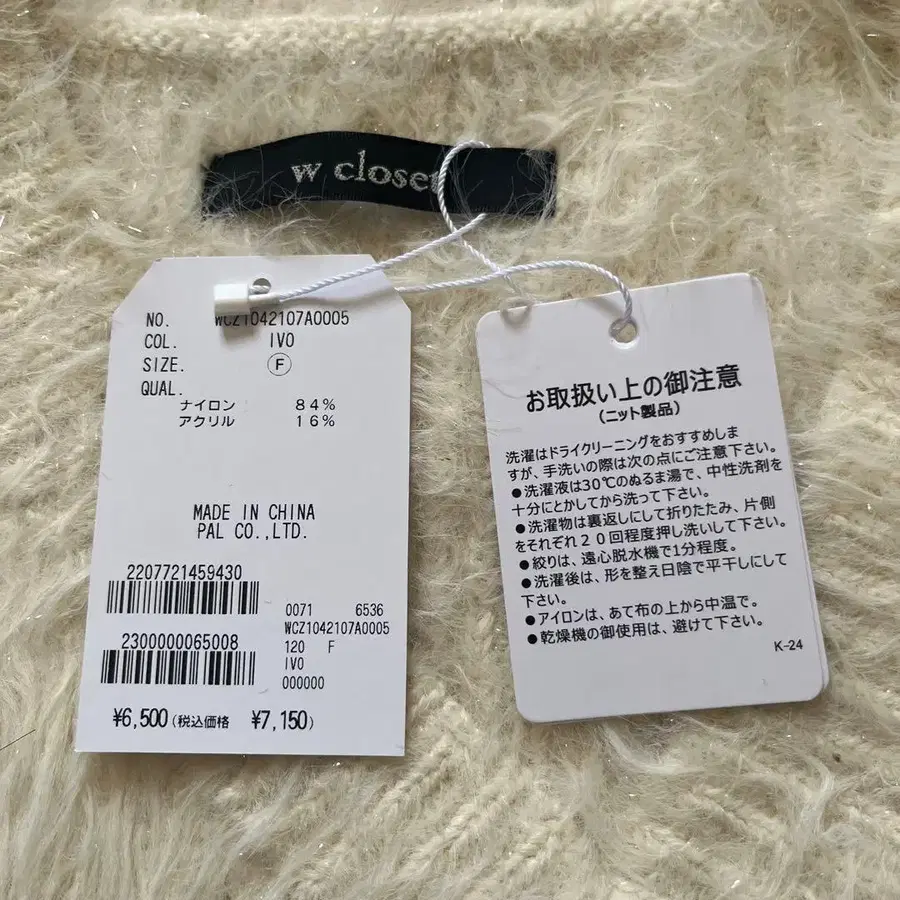 w closet
NO. WCZ1042107A0005
COL. IVO
SIZE. F
QUAL.
ナイロン 84%
アクリル 16%
MADE IN CHINA
PAL CO.,LTD.
2207721459430
0071 6536
WCZ1042107A0005
2300000065008
120 F
IVO
000000
¥6,500(税込価格 ¥7,150)
お取扱い上の御注意
(ニット製品)
洗濯はドライクリーニングをおすすめしま
すが、手洗いの際は次の点にご注意下さい。
●洗濯液は30℃のぬるま湯で、中性洗剤を
十分にとかしてから洗って下さい。
●洗濯物は裏返しにして折りたたみ、片側
をそれぞれ20回程度押し洗いして下さい。
●絞りは、遠心脱水機で1分程度。
●洗濯後は、形を整え日陰で平干しにして
下さい。
●アイロンは、あて布の上から中温で。
●乾燥機の御使用は、避けて下さい。
K-24